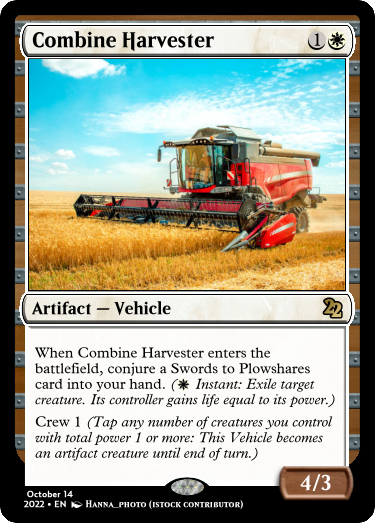 Combine Harvester 1
Artifact — Vehicle
When Combine Harvester enters the
battlefield, conjure a Swords to Plowshares
card into your hand. ( Instant: Exile target
creature. Its controller gains life equal to its power.)
Crew 1 (Tap any number of creatures you control
with total power 1 or more: This Vehicle becomes
an artifact creature until end of turn.)
4/3
October 14
2022 • EN HANNA_PHOTO (ISTOCK CONTRIBUTOR)